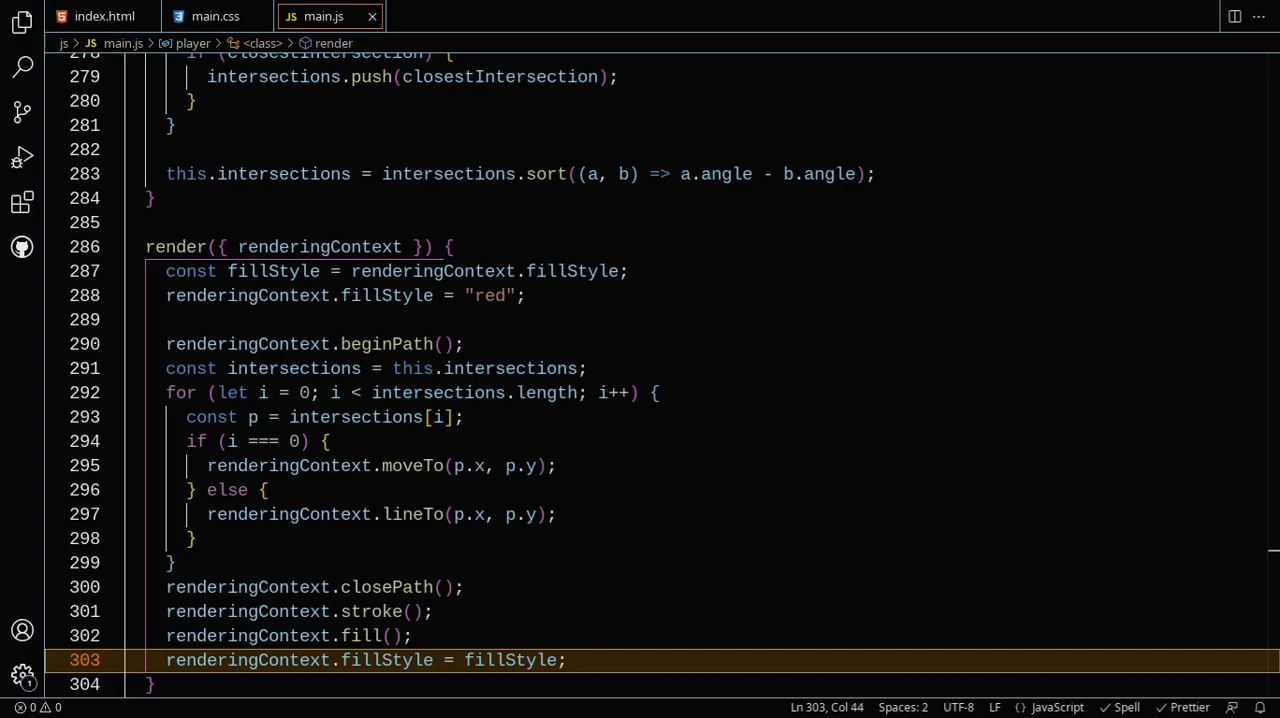 index.html
main.css
JS main.js
js > JS main.js > player > <class> > render
278 if (closestIntersection) {
279 intersections.push(closestIntersection);
280 }
281 }
282
283 this.intersections = intersections.sort((a, b) => a.angle - b.angle);
284 }
285
286 render({ renderingContext }) {
287 const fillStyle = renderingContext.fillStyle;
288 renderingContext.fillStyle = "red";
289
290 renderingContext.beginPath();
291 const intersections = this.intersections;
292 for (let i = 0; i < intersections.length; i++) {
293 const p = intersections[i];
294 if (i === 0) {
295 renderingContext.moveTo(p.x, p.y);
296 } else {
297 renderingContext.lineTo(p.x, p.y);
298 }
299 }
300 renderingContext.closePath();
301 renderingContext.stroke();
302 renderingContext.fill();
303 renderingContext.fillStyle = fillStyle;
304 }
1
0 0 Ln 303, Col 44 Spaces: 2 UTF-8 LF {} JavaScript Spell Prettier